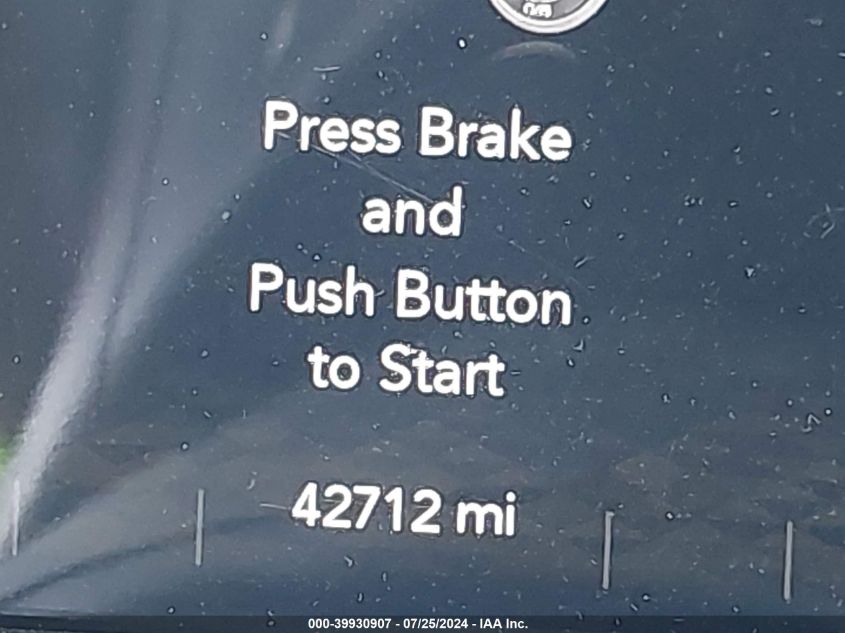 Press Brake
and
Push Button
to Start
42712 mi
000-39930907 - 07/25/2024 - IAA Inc.